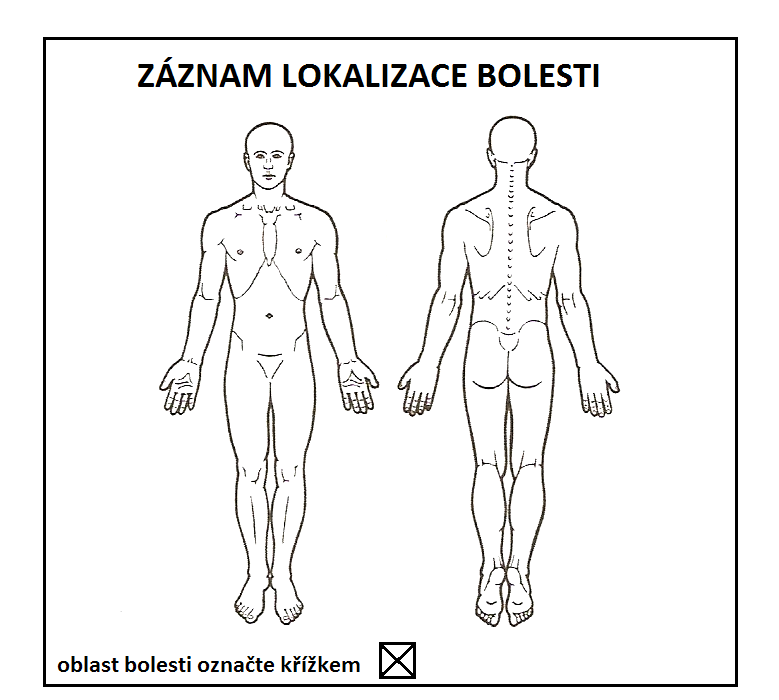 ZÁZNAM LOKALIZACE BOLESTI
oblast bolesti označte křížkem